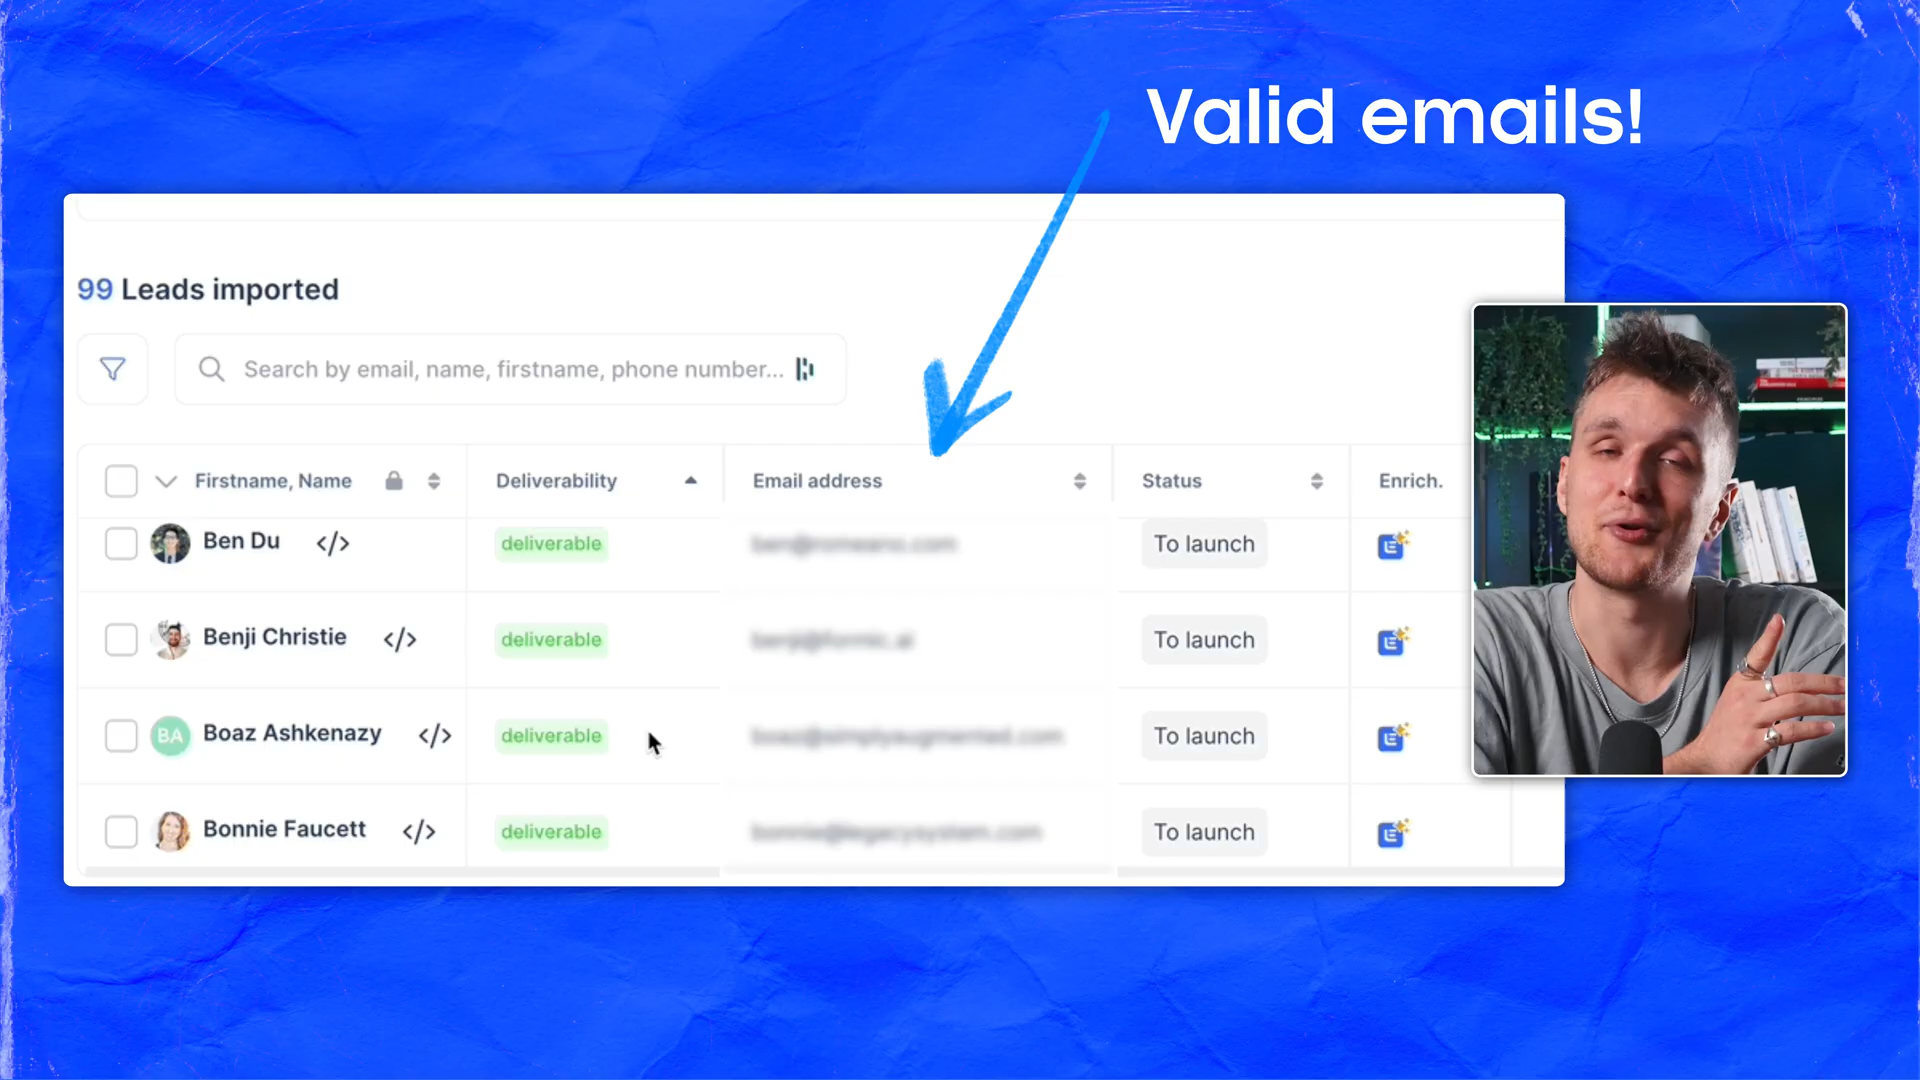 Valid emails!
99 Leads imported
Search by email, name, firstname, phone number...
Firstname, Name Deliverability Email address Status Enrich.
Ben Du </> deliverable To launch
Benji Christie </> deliverable To launch
BA Boaz Ashkenazy </> deliverable To launch
Bonnie Faucett </> deliverable To launch